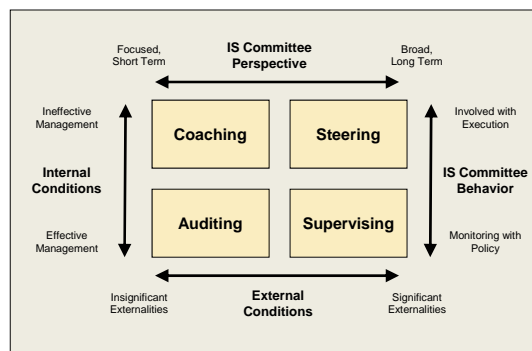 Focused,
Short Term
IS Committee
Perspective
Broad,
Long Term
Ineffective
Management
Coaching
Steering
Involved with
Execution
Internal
Conditions
IS Committee
Behavior
Effective
Management
Auditing
Supervising
Monitoring with
Policy
Insignificant
Externalities
External
Conditions
Significant
Externalities